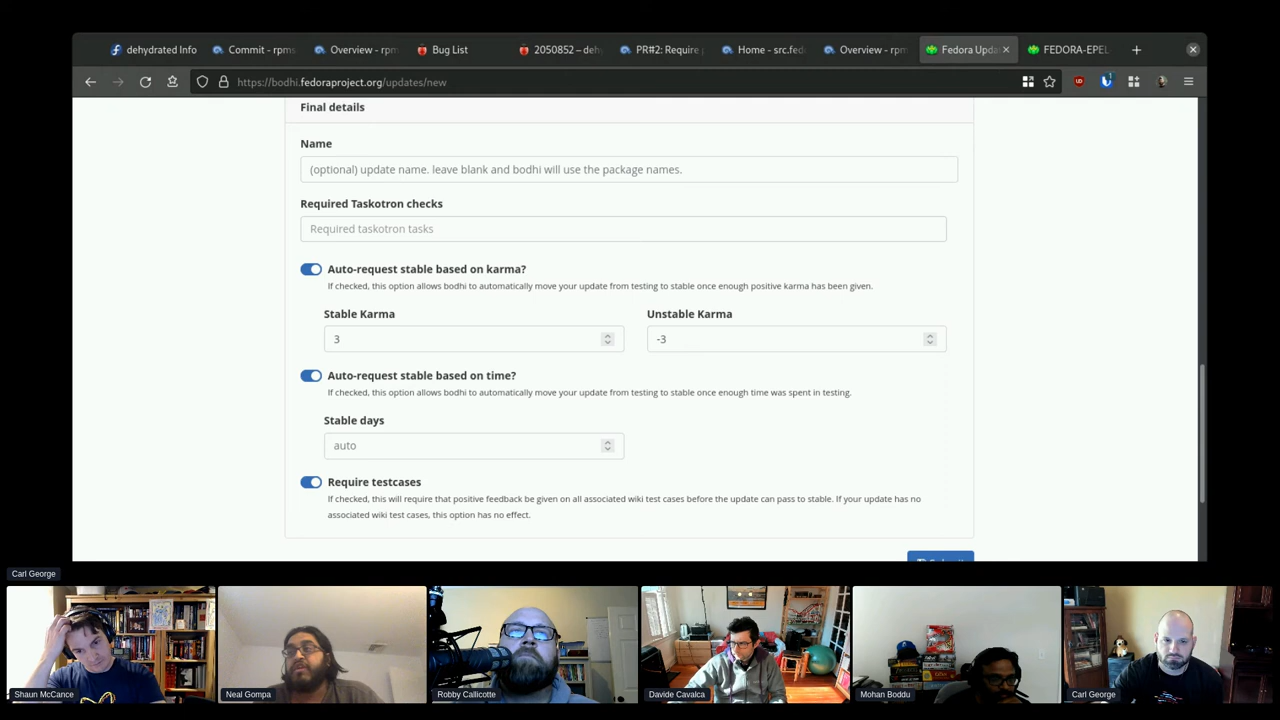 dehydrated Info
Commit - rpms
Overview - rpm
Bug List
2050852 – deh
PR#2: Require
Home - src.fed
Overview - rpm
Fedora Upda
FEDORA-EPEL
https://bodhi.fedoraproject.org/updates/new
Final details
Name
(optional) update name. leave blank and bodhi will use the package names.
Required Taskotron checks
Required taskotron tasks
Auto-request stable based on karma?
If checked, this option allows bodhi to automatically move your update from testing to stable once enough positive karma has been given.
Stable Karma
Unstable Karma
3
-3
Auto-request stable based on time?
If checked, this option allows bodhi to automatically move your update from testing to stable once enough time was spent in testing.
Stable days
auto
Require testcases
If checked, this will require that positive feedback be given on all associated wiki test cases before the update can pass to stable. If your update has no
associated wiki test cases, this option has no effect.
Carl George
Shaun McCance
Neal Gompa
Robby Callicotte
Davide Cavalca
Mohan Boddu
Carl George